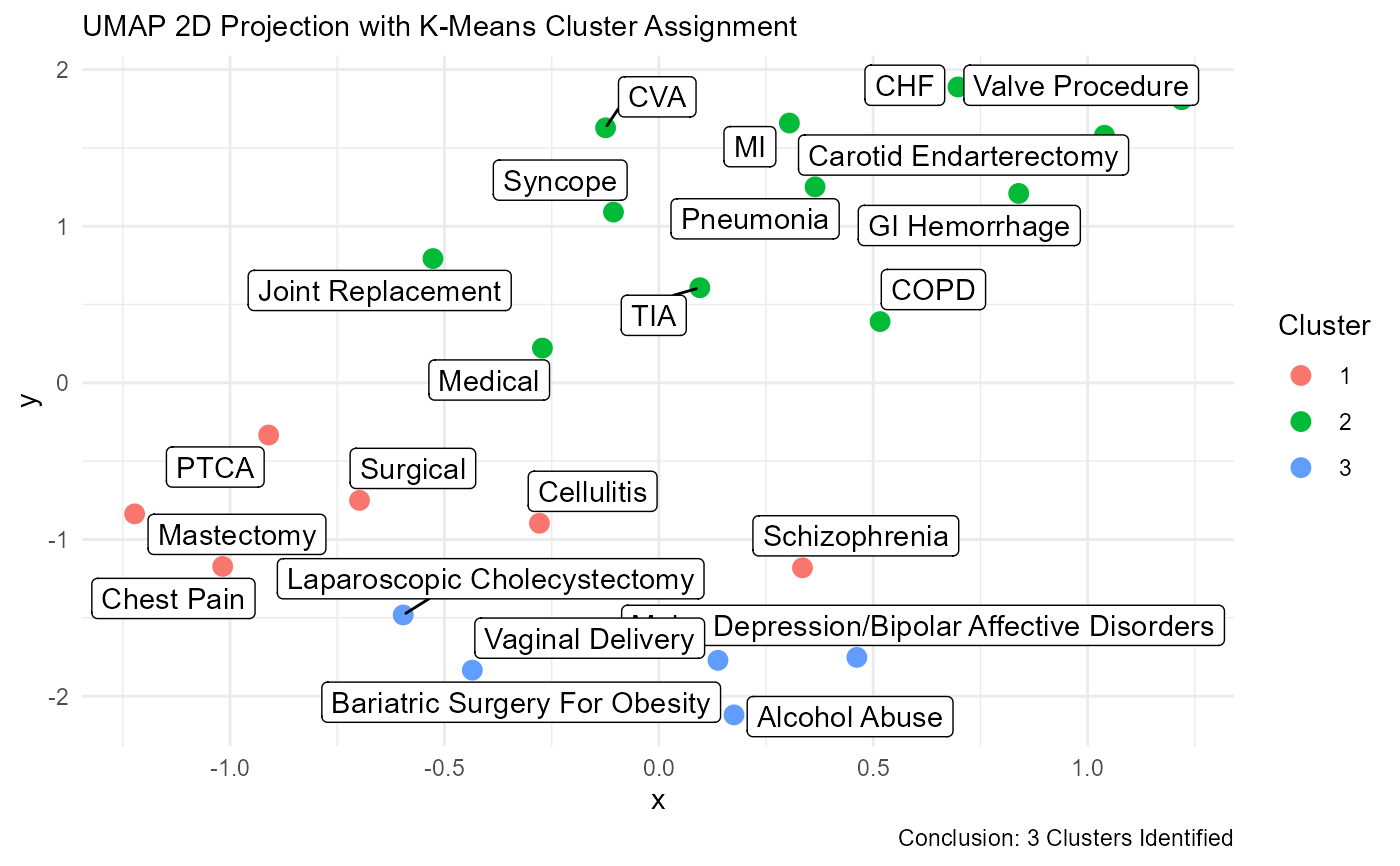 UMAP 2D Projection with K-Means Cluster Assignment
2
1
0
-1
-2
y
CVA
CHF
Valve Procedure
MI
Carotid Endarterectomy
Syncope
Pneumonia
GI Hemorrhage
Joint Replacement
COPD
TIA
Medical
PTCA
Surgical
Cellulitis
Mastectomy
Schizophrenia
Chest Pain
Laparoscopic Cholecystectomy
Depression/Bipolar Affective Disorders
Vaginal Delivery
Bariatric Surgery For Obesity
Alcohol Abuse
-1.0
-0.5
0.0
0.5
1.0
x
Cluster
1
2
3
Conclusion: 3 Clusters Identified